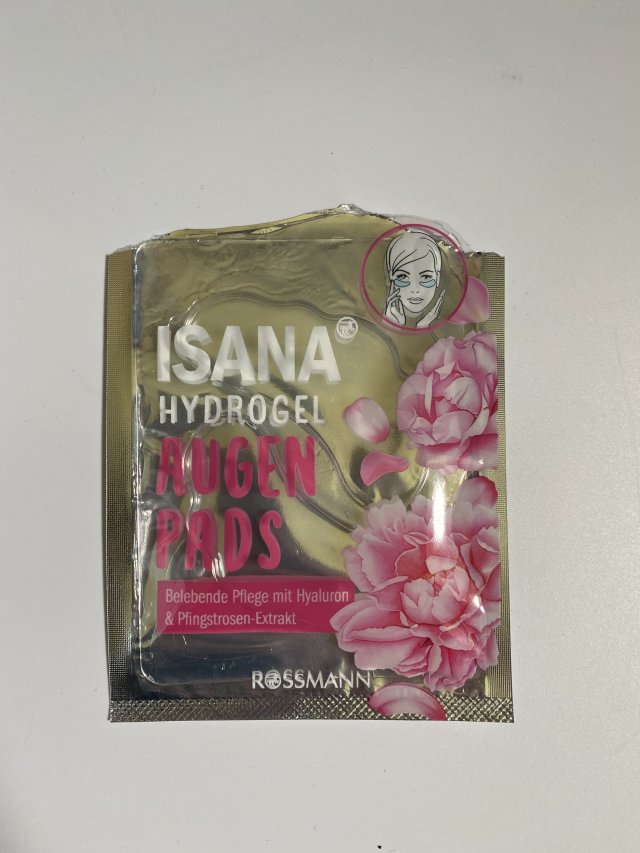 ISANA
HYDROGEL
AUGEN
PADS
Belebende Pflege mit Hyaluron
& Pfingstrosen-Extrakt
ROSSMANN